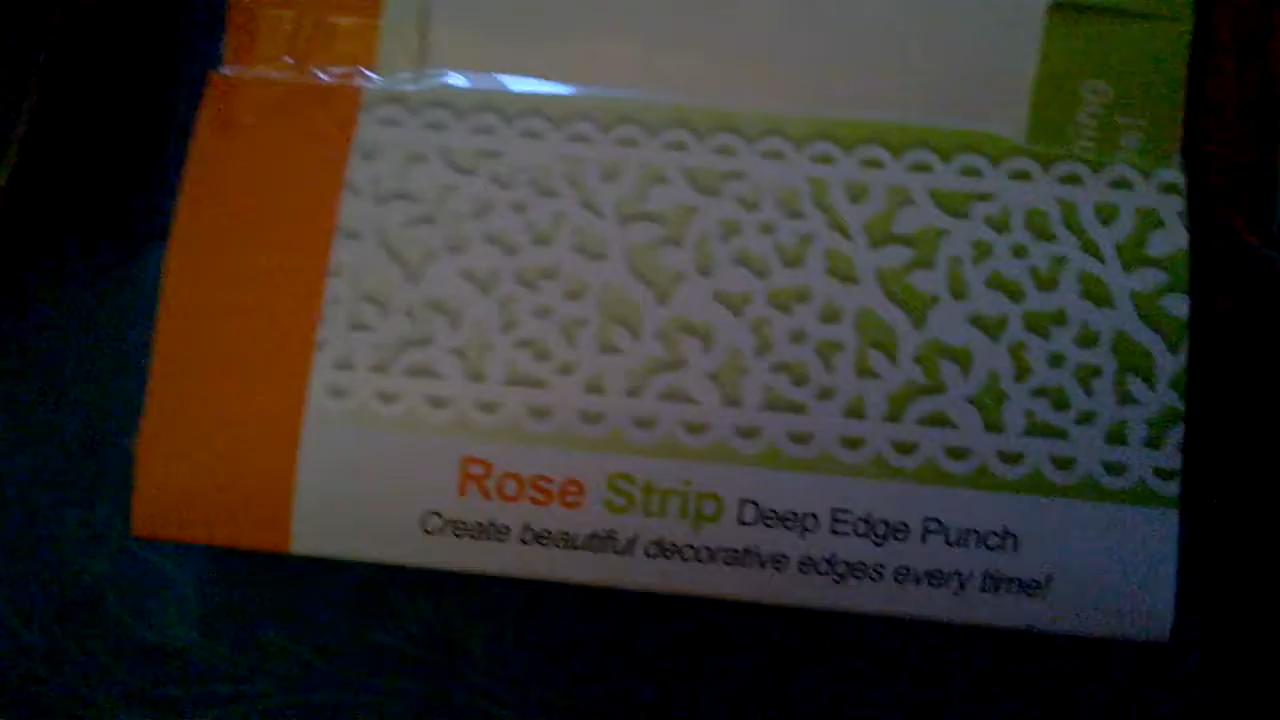 Rose Strip Deep Edge Punch
Create beautiful decorative edges every time!